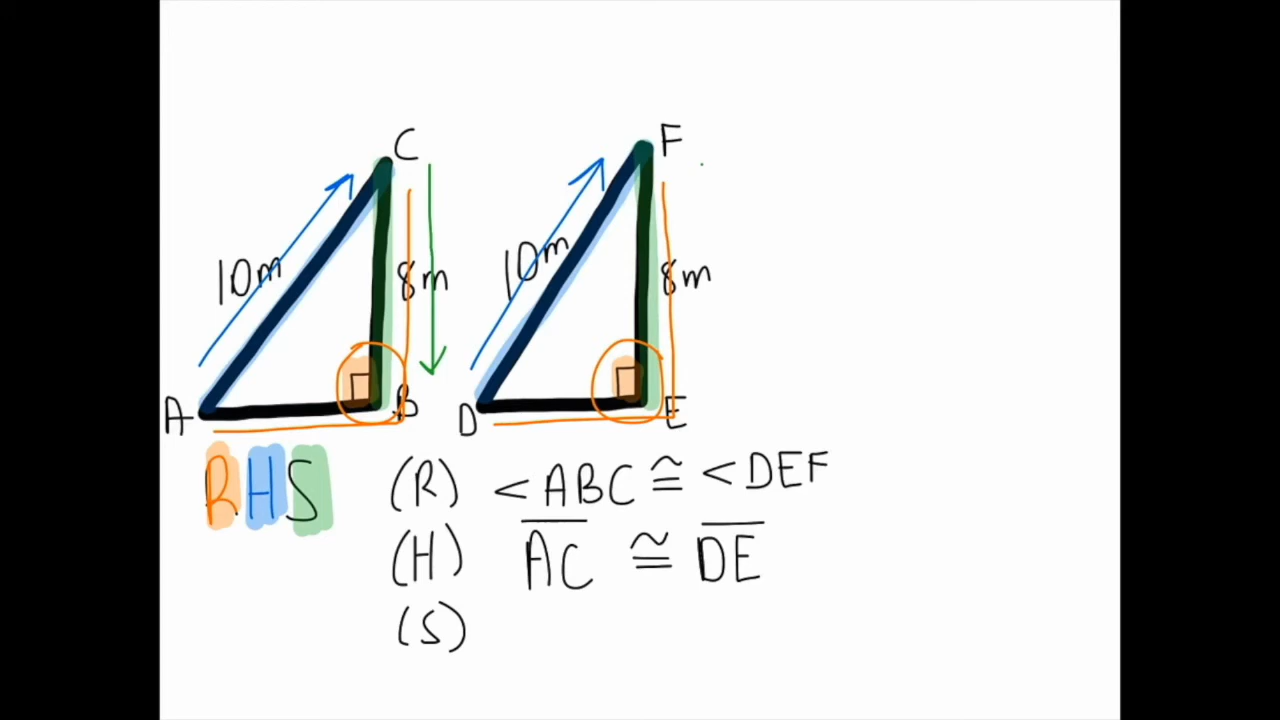 C
F
10m
8m
10m
8m
A
B
D
E
RHS
(R) <ABC ≅ <DEF
(H) AC ≅ DE
(S)